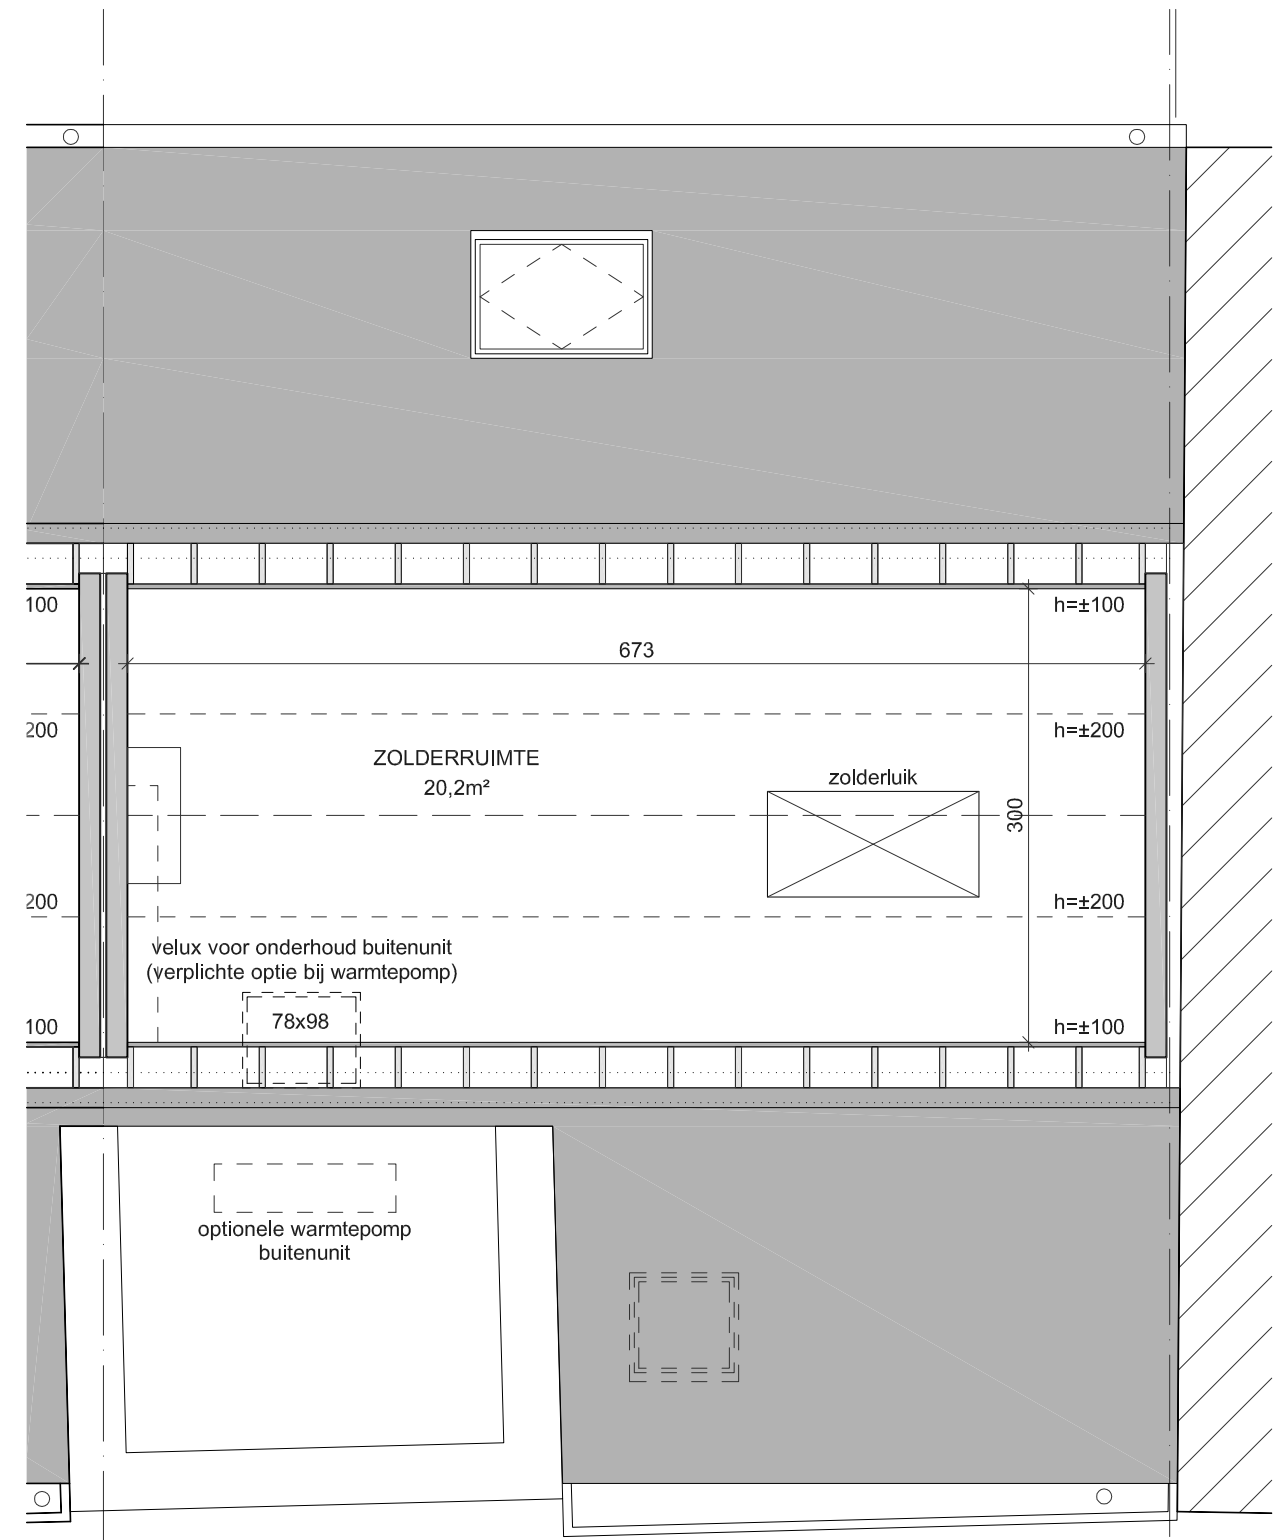 100
h=±100
673
200
h=±200
ZOLDERRUIMTE
20,2m²
zolderluik
300
200
h=±200
velux voor onderhoud buitenunit
(verplichte optie bij warmtepomp)
100
78x98
h=±100
optionele warmtepomp
buitenunit